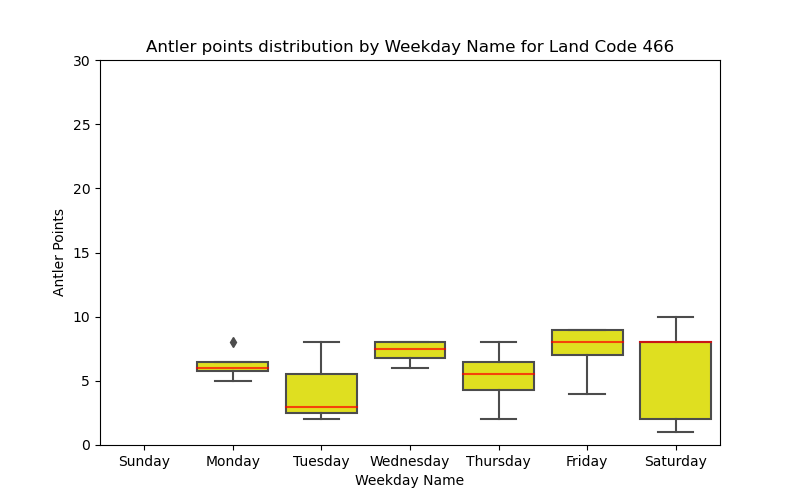 Antler points distribution by Weekday Name for Land Code 466
30
25
20
15
10
5
0
Antler Points
Sunday Monday Tuesday Wednesday Thursday Friday Saturday
Weekday Name